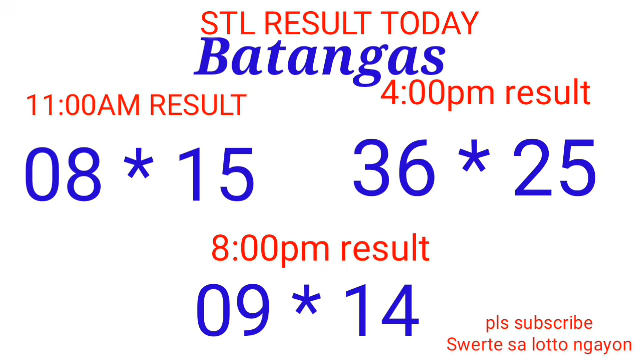 STL RESULT TODAY
Batangas
11:00AM RESULT
08 * 15
4:00pm result
36 * 25
8:00pm result
09 * 14
pls subscribe
Swerte sa lotto ngayon